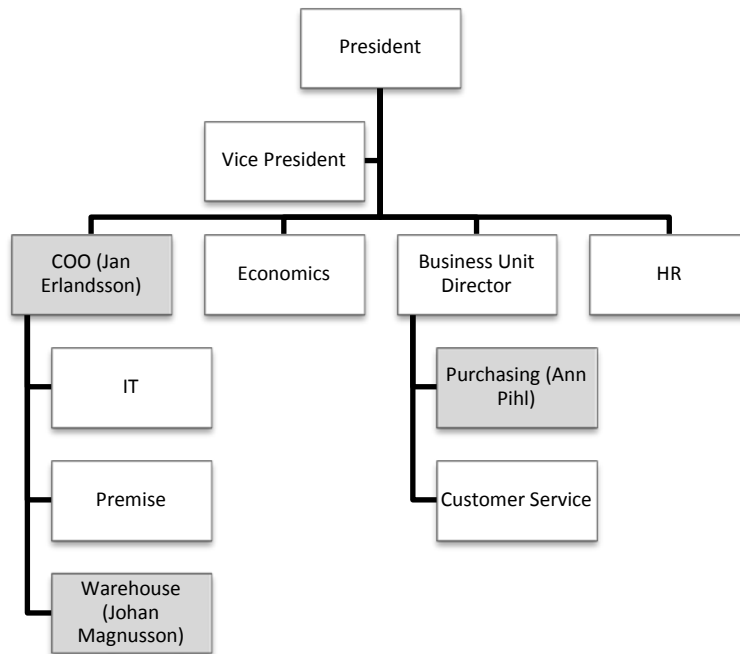 President
Vice President
COO (Jan
Erlandsson)
Economics
Business Unit
Director
HR
IT
Purchasing (Ann
Pihl)
Premise
Customer Service
Warehouse
(Johan
Magnusson)